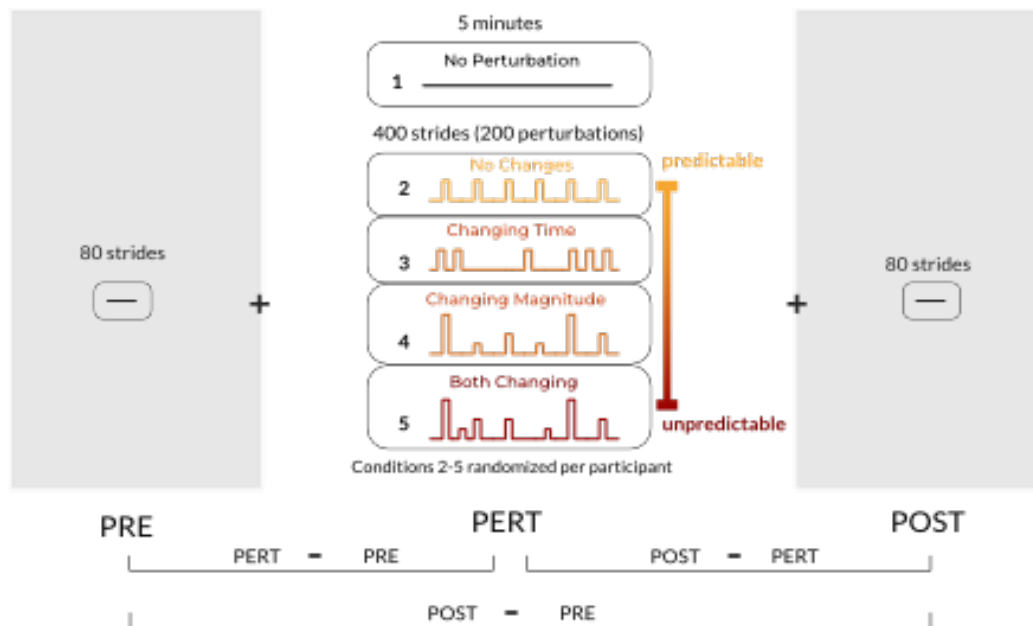 5 minutes
No Perturbation
1
400 strides (200 perturbations)
No Changes
predictable
2
Changing Time
3
80 strides
80 strides
Changing Magnitude
+
+
4
Both Changing
5
unpredictable
Conditions 2-5 randomized per participant
PRE
PERT
POST
PERT - PRE
POST - PERT
POST - PRE